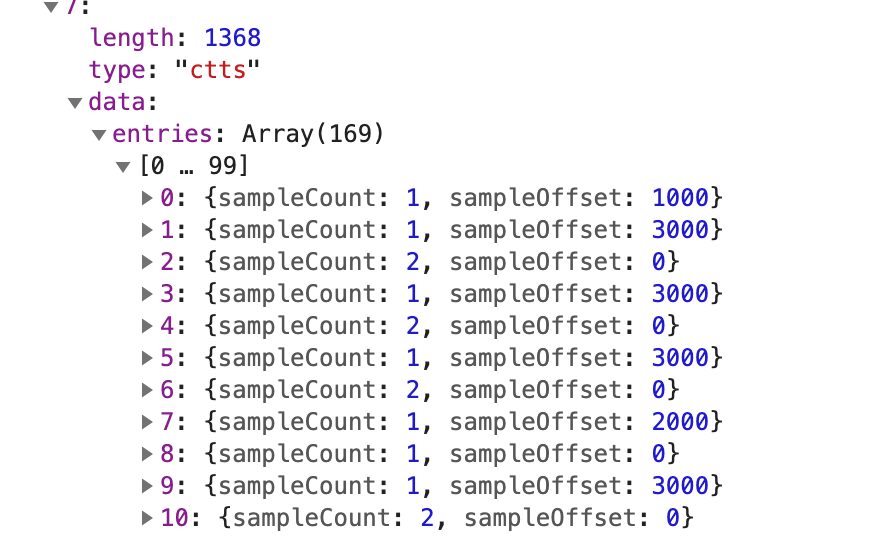 7:
length: 1368
type: "ctts"
data:
entries: Array(169)
[0 … 99]
0: {sampleCount: 1, sampleOffset: 1000}
1: {sampleCount: 1, sampleOffset: 3000}
2: {sampleCount: 2, sampleOffset: 0}
3: {sampleCount: 1, sampleOffset: 3000}
4: {sampleCount: 2, sampleOffset: 0}
5: {sampleCount: 1, sampleOffset: 3000}
6: {sampleCount: 2, sampleOffset: 0}
7: {sampleCount: 1, sampleOffset: 2000}
8: {sampleCount: 1, sampleOffset: 0}
9: {sampleCount: 1, sampleOffset: 3000}
10: {sampleCount: 2, sampleOffset: 0}